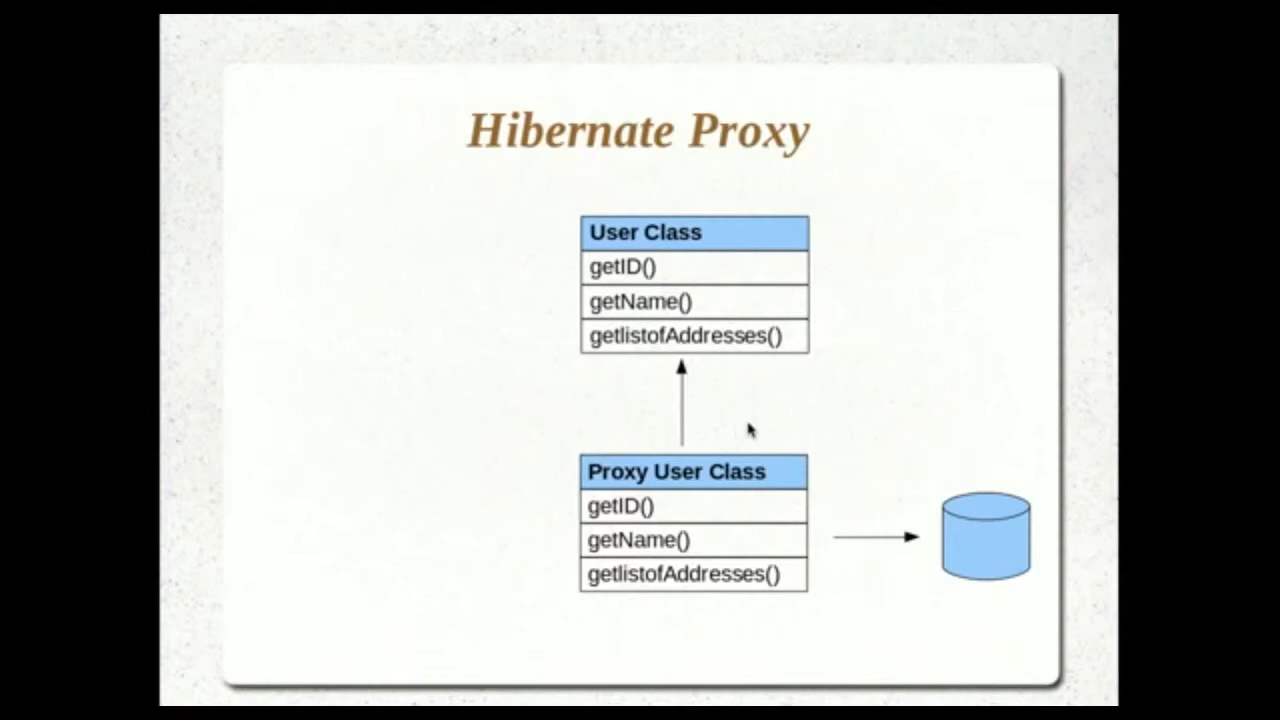 Hibernate Proxy
User Class
getID()
getName()
getlistofAddresses()
Proxy User Class
getID()
getName()
getlistofAddresses()